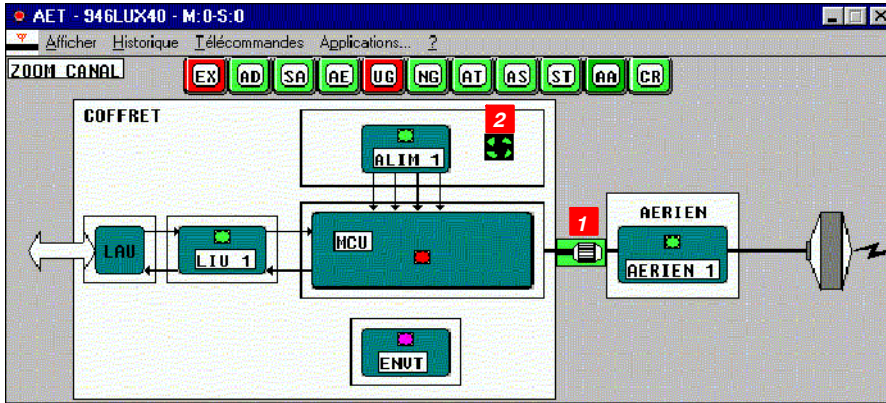 AET - 946LUX40 - M:0-S:0
Afficher Historique Télécommandes Applications... ?
ZOOM CANAL
EX AD SA AE UG NG AT AS ST AA CR
COFFRET
2
ALIM 1
1
AERIEN
MCU
LAU
LIU 1
AERIEN 1
ENVT